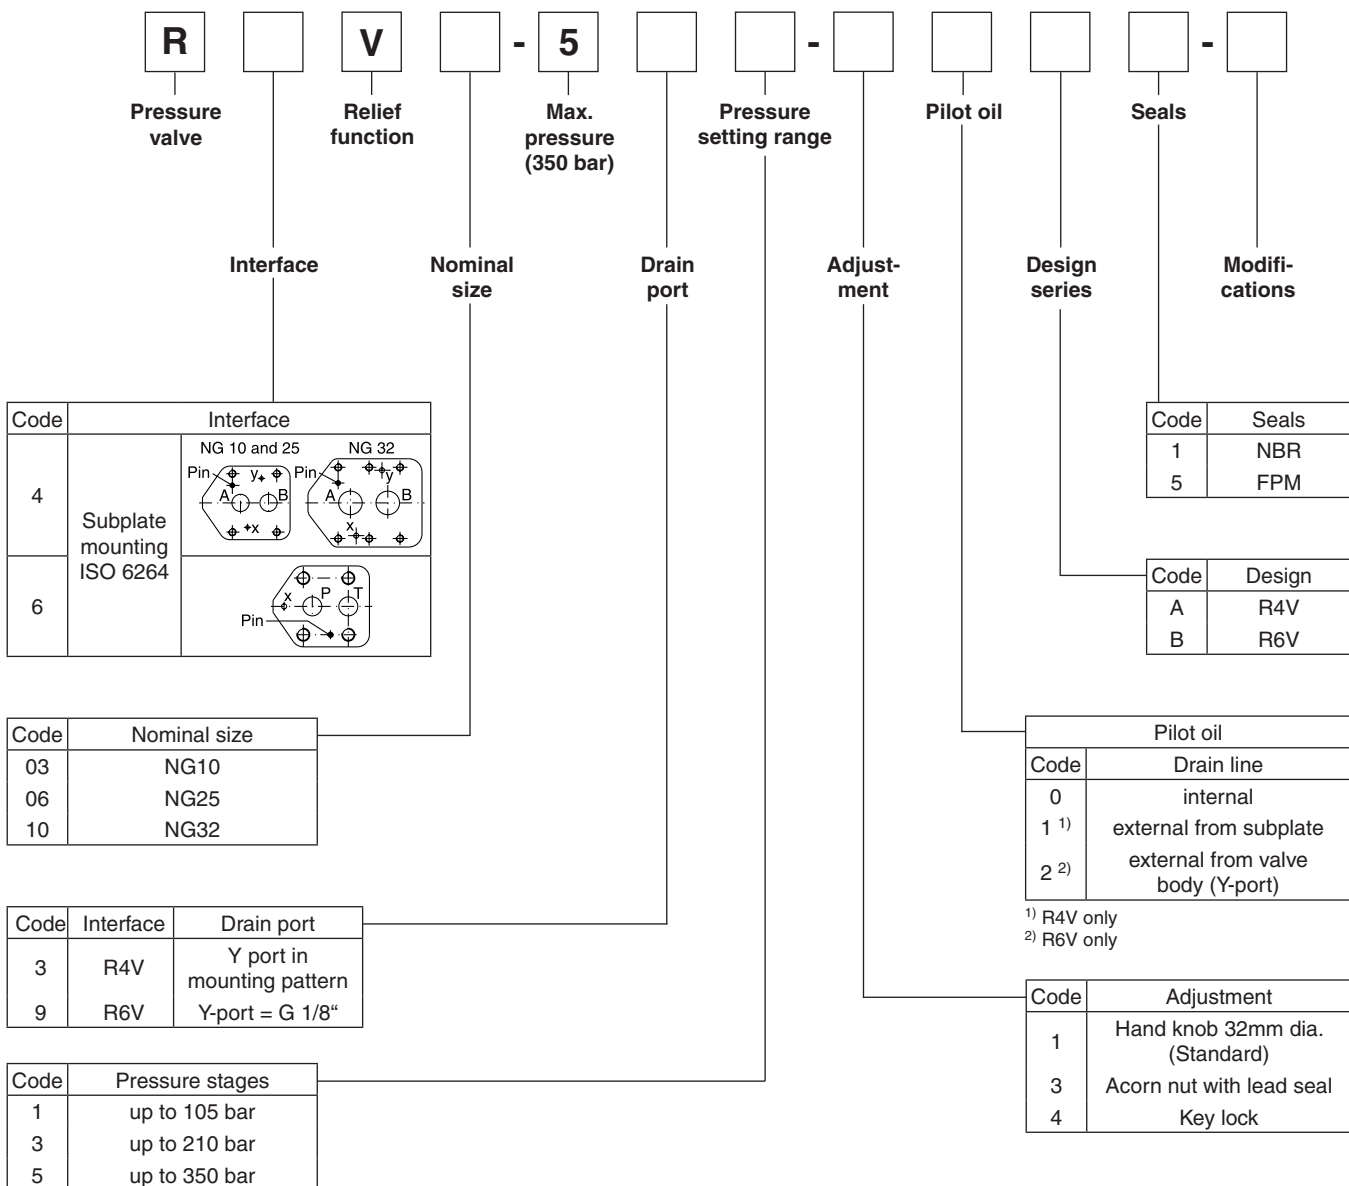 R V - 5 - -
Pressure valve
Relief function
Max. pressure (350 bar)
Pressure setting range
Pilot oil
Seals
Interface
Nominal size
Drain port
Adjust-
ment
Design series
Modifi-
cations
Code Interface
4
Subplate mounting ISO 6264
NG 10 and 25
Pin y A B x
NG 32
Pin y A B x
6
x P T
Pin
Code Seals
1 NBR
5 FPM
Code Design
A R4V
B R6V
Code Nominal size
03 NG10
06 NG25
10 NG32
Pilot oil
Code Drain line
0 internal
1 1) external from subplate
2 2) external from valve body (Y-port)
1) R4V only
2) R6V only
Code Interface Drain port
3 R4V Y port in mounting pattern
9 R6V Y-port = G 1/8“
Code Adjustment
1 Hand knob 32mm dia. (Standard)
3 Acorn nut with lead seal
4 Key lock
Code Pressure stages
1 up to 105 bar
3 up to 210 bar
5 up to 350 bar